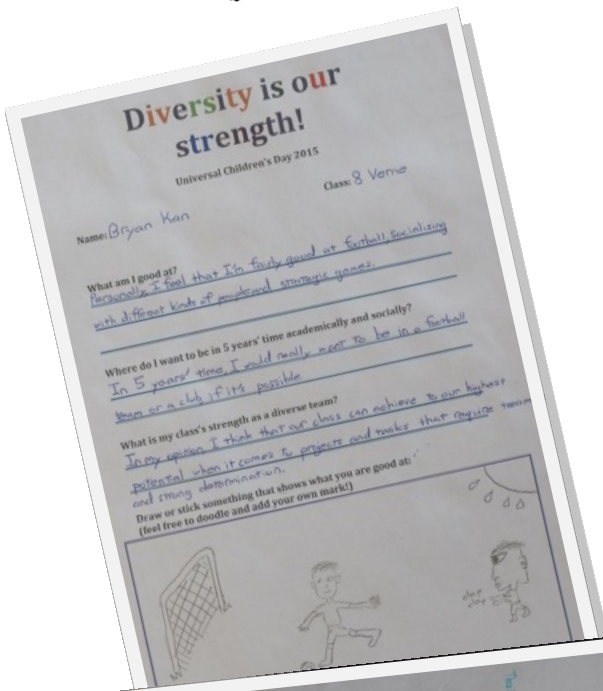 Diversity is our
strength!
Universal Children's Day 2015
Name: Bryan Kan
Class: 8 Verne
What am I good at?
Personally, I feel that I'm fairly good at football, socializing
with different kinds of people and strategic games.
Where do I want to be in 5 years' time academically and socially?
In 5 years' time, I would really want to be in a football
team or a club if it's possible
What is my class's strength as a diverse team?
In my opinion I think that our class can achieve to our highest
potential when it comes to projects and tasks that require
and strong determination.
Draw or stick something that shows what you are good at:
(feel free to doodle and add your own mark!)
clap
clap